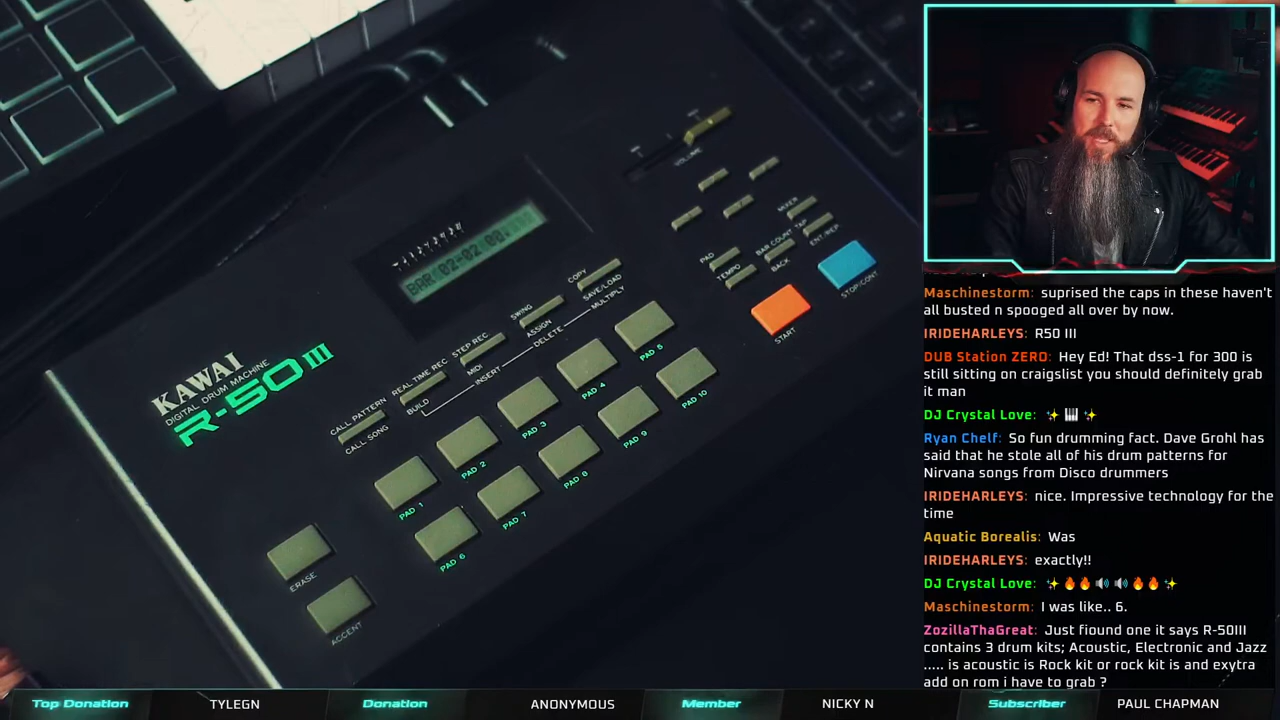 KAWAI
DIGITAL DRUM MACHINE
R-50 III
BAR:02-02:00.
VOLUME
MIXER
BAR COUNT
TAP
ENT/REP.
PAD
TEMPO
BACK
STOP/CONT
START
COPY
SAVE/LOAD
SWING
ASSIGN
MULTIPLY
STEP REC
MIDI
DELETE
REAL TIME REC
BUILD
INSERT
CALL PATTERN
CALL SONG
PAD 1
PAD 2
PAD 3
PAD 4
PAD 5
PAD 6
PAD 7
PAD 8
PAD 9
PAD 10
ERASE
ACCENT
Maschinestorm: suprised the caps in these haven't
all busted n spooged all over by now.
IRIDEHARLEYS: R50 III
DUB Station ZERO: Hey Ed! That dss-1 for 300 is
still sitting on craigslist you should definitely grab
it man
DJ Crystal Love: ✨ 🎹 ✨
Ryan Chelf: So fun drumming fact. Dave Grohl has
said that he stole all of his drum patterns for
Nirvana songs from Disco drummers
IRIDEHARLEYS: nice. Impressive technology for the
time
Aquatic Borealis: Was
IRIDEHARLEYS: exactly!!
DJ Crystal Love: ✨🔥🔥🔊🔊🔥🔥✨
Maschinestorm: I was like.. 6.
ZozillaThaGreat: Just fiound one it says R-50III
contains 3 drum kits; Acoustic, Electronic and Jazz
..... is acoustic is Rock kit or rock kit is and exytra
add on rom i have to grab ?
Top Donation TYLEGN Donation ANONYMOUS Member NICKY N Subscriber PAUL CHAPMAN